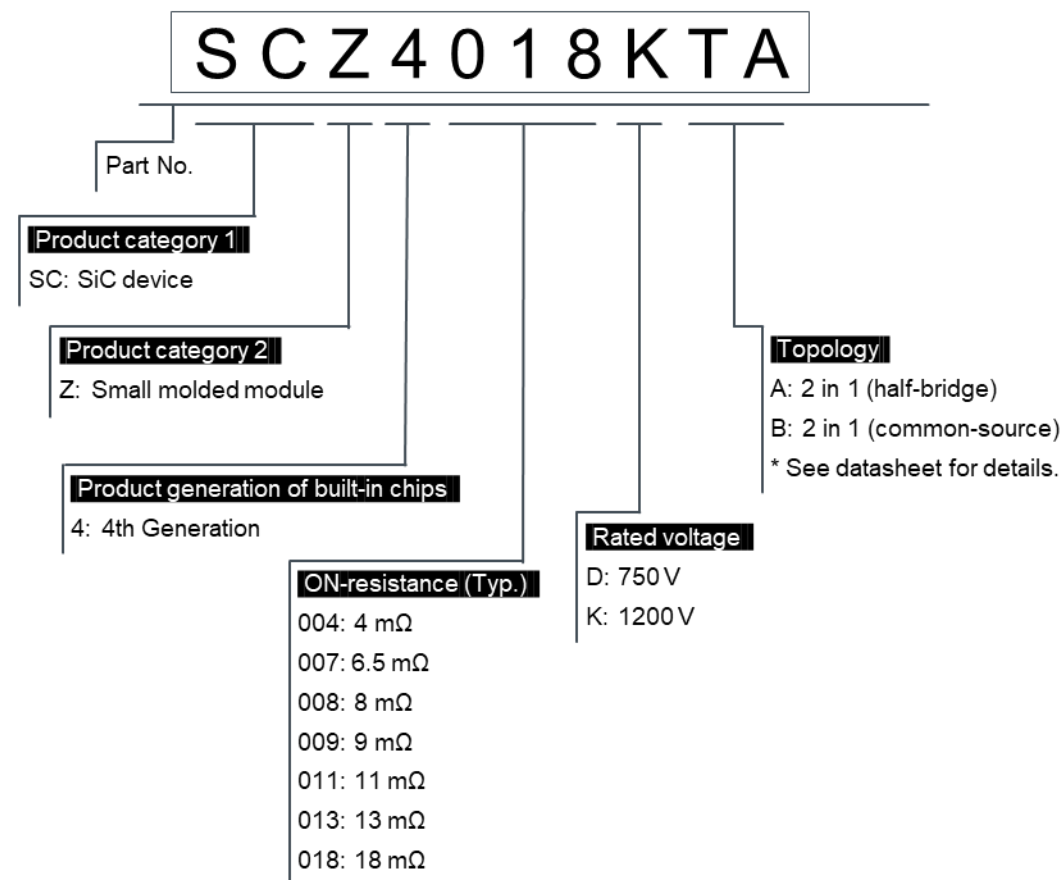 SCZ4018KTA
Part No.
Product category 1
SC: SiC device
Product category 2
Z: Small molded module
Product generation of built-in chips
4: 4th Generation
ON-resistance (Typ.)
004: 4 mΩ
007: 6.5 mΩ
008: 8 mΩ
009: 9 mΩ
011: 11 mΩ
013: 13 mΩ
018: 18 mΩ
Rated voltage
D: 750 V
K: 1200 V
Topology
A: 2 in 1 (half-bridge)
B: 2 in 1 (common-source)
* See datasheet for details.